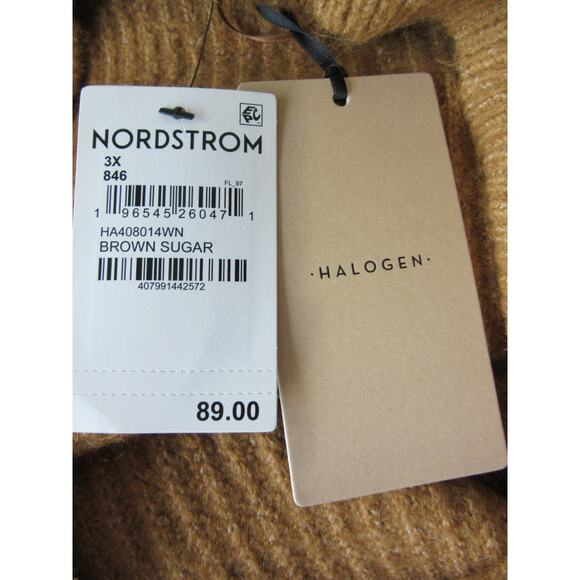 NORDSTROM
3X
846
FL_97
1 96545 26047 1
HA408014WN
BROWN SUGAR
407991442572
89.00
·HALOGEN·